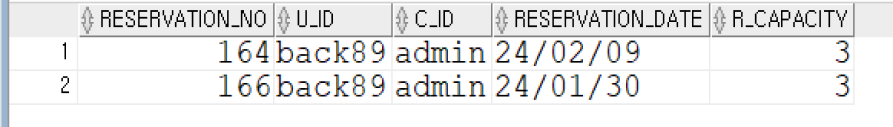 RESERVATION_NO U_ID C_ID RESERVATION_DATE R_CAPACITY
1 164 back89 admin 24/02/09 3
2 166 back89 admin 24/01/30 3